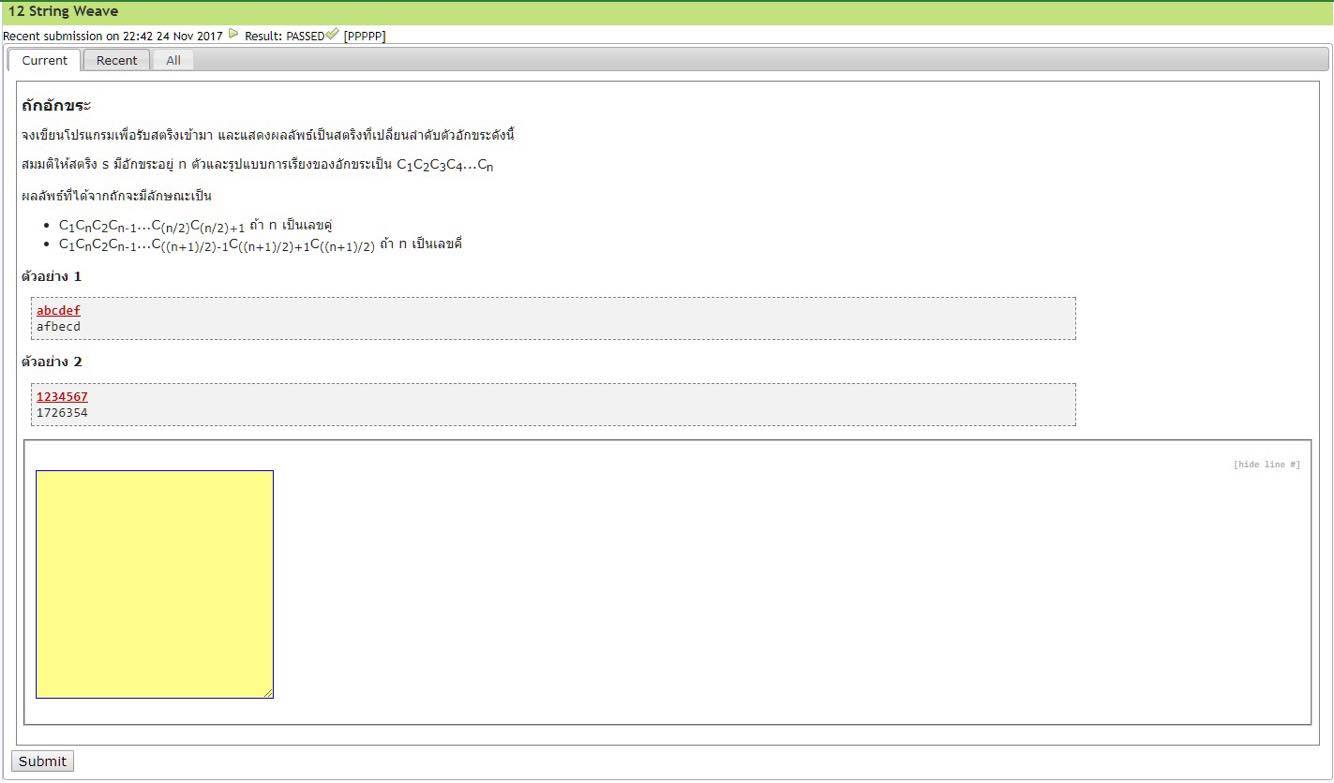 12 String Weave
Recent submission on 22:42 24 Nov 2017 Result: PASSED [PPPPP]
Current Recent All
ถักอักขระ
จงเขียนโปรแกรมเพื่อรับสตริงเข้ามา และแสดงผลลัพธ์เป็นสตริงที่เปลี่ยนลำดับตัวอักขระดังนี้
สมมติให้สตริง s มีอักขระอยู่ n ตัวและรูปแบบการเรียงของอักขระเป็น C1C2C3C4...Cn
ผลลัพธ์ที่ได้จากถักจะมีลักษณะเป็น
• C1CnC2Cn-1...C(n/2)C(n/2)+1 ถ้า n เป็นเลขคู่
• C1CnC2Cn-1...C((n+1)/2)-1C((n+1)/2)+1C((n+1)/2) ถ้า n เป็นเลขคี่
ตัวอย่าง 1
abcdef
afbecd
ตัวอย่าง 2
1234567
1726354
[hide line #]
Submit